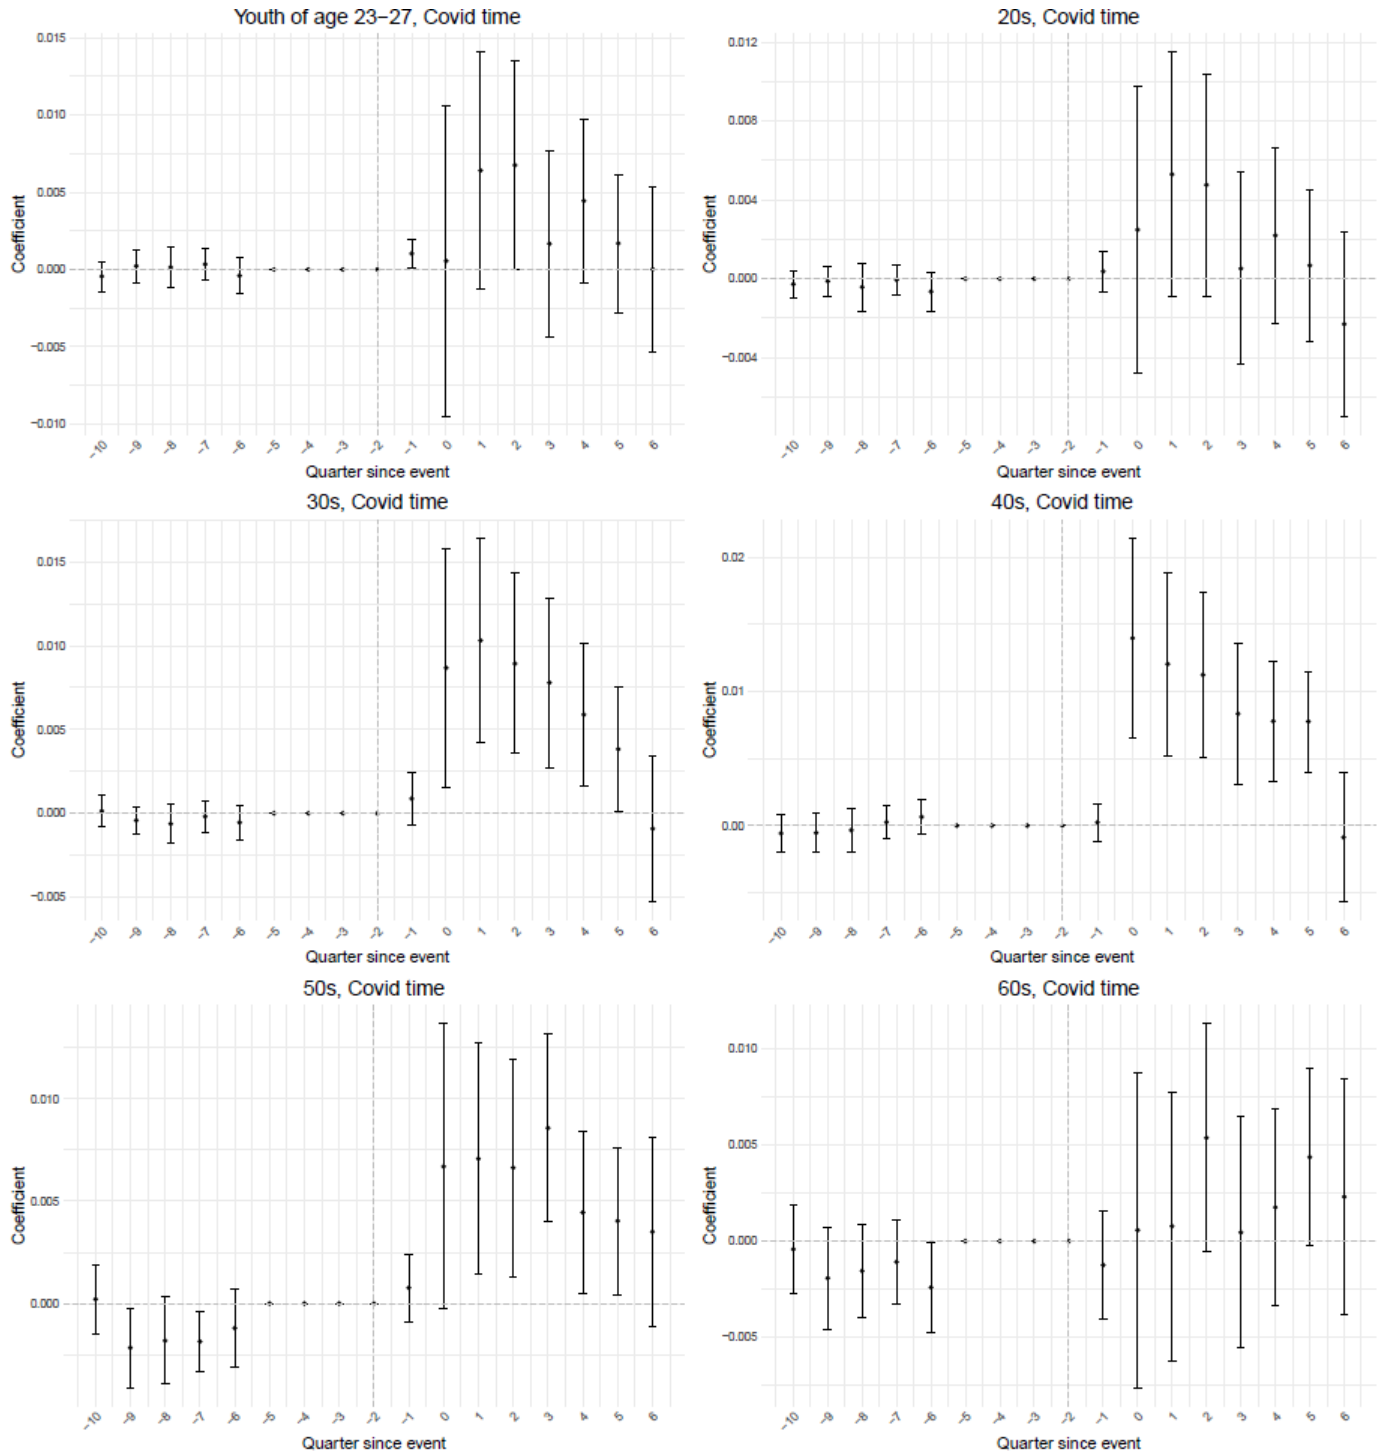 Youth of age 23−27, Covid time
Coefficient
0.015
0.010
0.005
0.000
−0.005
−0.010
−10 −9 −8 −7 −6 −5 −4 −3 −2 −1 0 1 2 3 4 5 6
Quarter since event
20s, Covid time
Coefficient
0.012
0.008
0.004
0.000
−0.004
−10 −9 −8 −7 −6 −5 −4 −3 −2 −1 0 1 2 3 4 5 6
Quarter since event
30s, Covid time
Coefficient
0.015
0.010
0.005
0.000
−0.005
−10 −9 −8 −7 −6 −5 −4 −3 −2 −1 0 1 2 3 4 5 6
Quarter since event
40s, Covid time
Coefficient
0.02
0.01
0.00
−10 −9 −8 −7 −6 −5 −4 −3 −2 −1 0 1 2 3 4 5 6
Quarter since event
50s, Covid time
Coefficient
0.010
0.005
0.000
−10 −9 −8 −7 −6 −5 −4 −3 −2 −1 0 1 2 3 4 5 6
Quarter since event
60s, Covid time
Coefficient
0.010
0.005
0.000
−0.005
−10 −9 −8 −7 −6 −5 −4 −3 −2 −1 0 1 2 3 4 5 6
Quarter since event